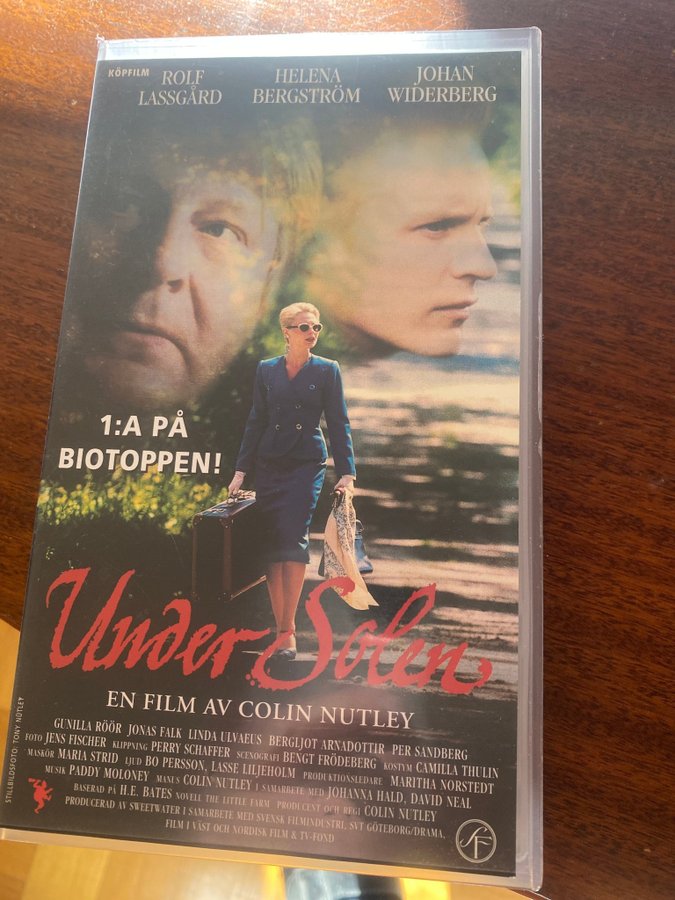 KÖPFILM
ROLF LASSGÅRD
HELENA BERGSTRÖM
JOHAN WIDERBERG
1:A PÅ
BIOTOPPEN!
Under Solen
EN FILM AV COLIN NUTLEY
GUNILLA RÖÖR JONAS FALK LINDA ULVAEUS BERGLJOT ARNADOTTIR PER SANDBERG
FOTO JENS FISCHER KLIPPNING PERRY SCHAFFER SCENOGRAFI BENGT FRÖDEBERG KOSTYM CAMILLA THULIN
MASKÖR MARIA STRID LJUD BO PERSSON, LASSE LILJEHOLM PRODUKTIONSLEDARE MARITHA NORSTEDT
MUSIK PADDY MOLONEY MANUS COLIN NUTLEY I SAMARBETE MED JOHANNA HALD, DAVID NEAL
BASERAD PÅ H.E. BATES NOVELL THE LITTLE FARM PRODUCENT OCH REGI COLIN NUTLEY
PRODUCERAD AV SWEETWATER I SAMARBETE MED SVENSK FILMINDUSTRI, SVT GÖTEBORG/DRAMA,
FILM I VÄST OCH NORDISK FILM & TV-FOND
STILLBILDSFOTO: TONY NUTLEY
SF